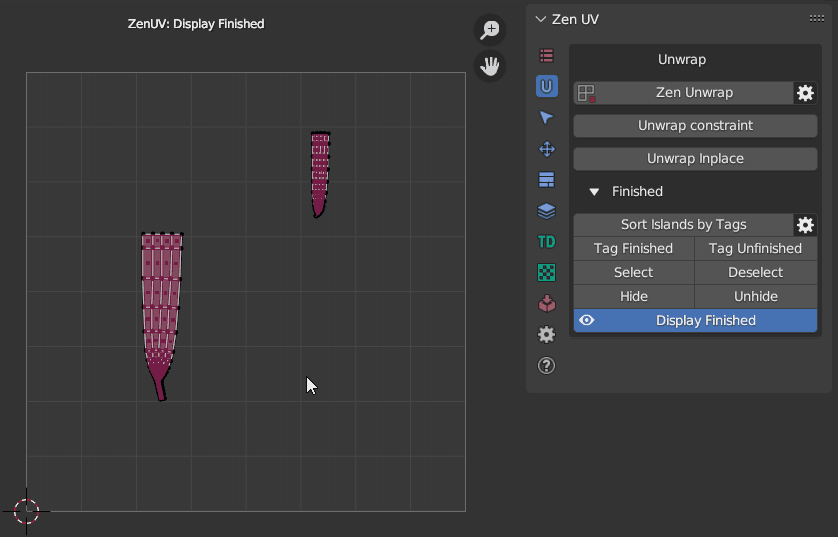 ZenUV: Display Finished
Zen UV
Unwrap
Zen Unwrap
Unwrap constraint
Unwrap Inplace
Finished
Sort Islands by Tags
Tag Finished Tag Unfinished
Select Deselect
Hide Unhide
TD
Display Finished